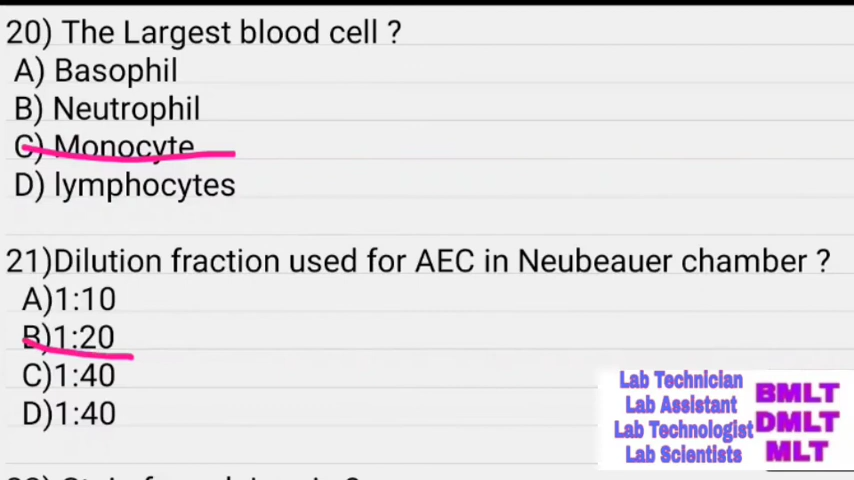 20) The Largest blood cell ?
A) Basophil
B) Neutrophil
C) Monocyte
D) lymphocytes
21)Dilution fraction used for AEC in Neubeauer chamber ?
A)1:10
B)1:20
C)1:40
D)1:40
Lab Technician
Lab Assistant
Lab Technologist
Lab Scientists
BMLT
DMLT
MLT